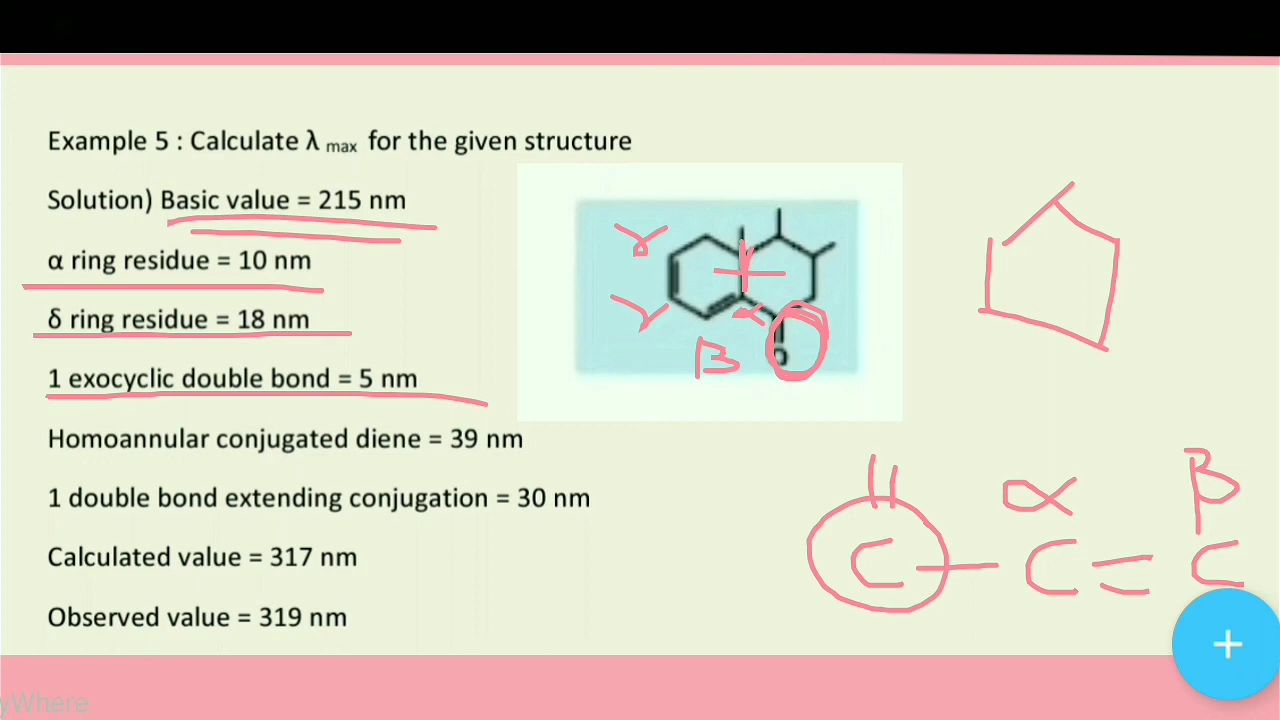 Example 5 : Calculate λ max for the given structure
Solution) Basic value = 215 nm
α ring residue = 10 nm
δ ring residue = 18 nm
1 exocyclic double bond = 5 nm
Homoannular conjugated diene = 39 nm
1 double bond extending conjugation = 30 nm
Calculated value = 317 nm
Observed value = 319 nm
γ
α
β
O
α β
C - C = C
yWhere